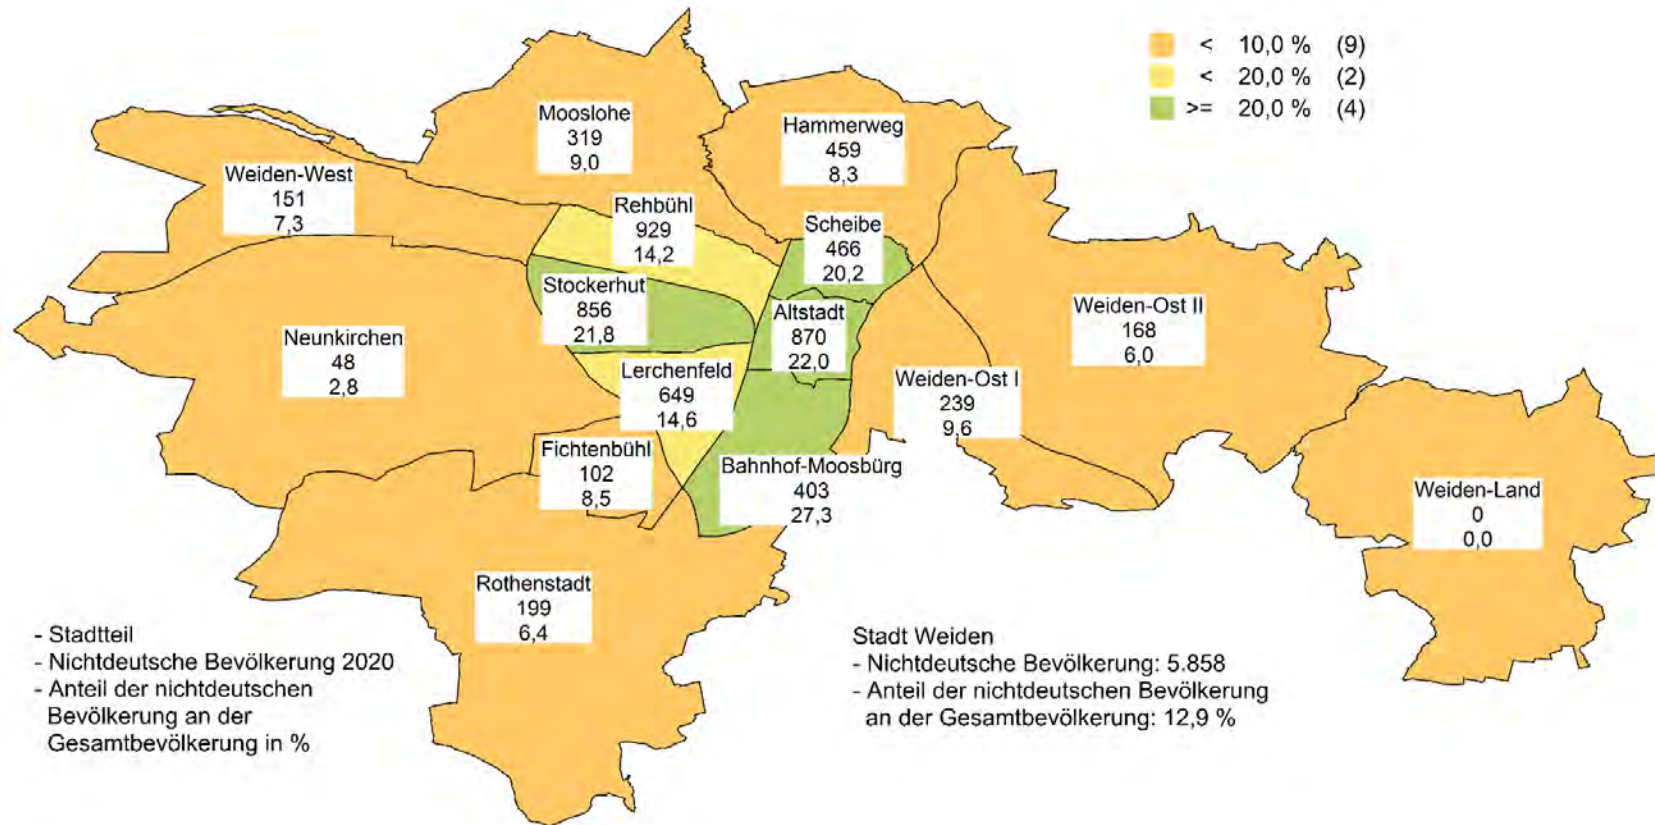 < 10,0 % (9)
< 20,0 % (2)
>= 20,0 % (4)
Mooslohe
319
9,0
Hammerweg
459
8,3
Weiden-West
151
7,3
Rehbühl
929
14,2
Scheibe
466
20,2
Stockerhut
856
21,8
Altstadt
870
22,0
Weiden-Ost II
168
6,0
Neunkirchen
48
2,8
Lerchenfeld
649
14,6
Weiden-Ost I
239
9,6
Fichtenbühl
102
8,5
Bahnhof-Moosbürg
403
27,3
Weiden-Land
0
0,0
Rothenstadt
199
6,4
- Stadtteil
- Nichtdeutsche Bevölkerung 2020
- Anteil der nichtdeutschen
Bevölkerung an der
Gesamtbevölkerung in %
Stadt Weiden
- Nichtdeutsche Bevölkerung: 5.858
- Anteil der nichtdeutschen Bevölkerung
an der Gesamtbevölkerung: 12,9 %